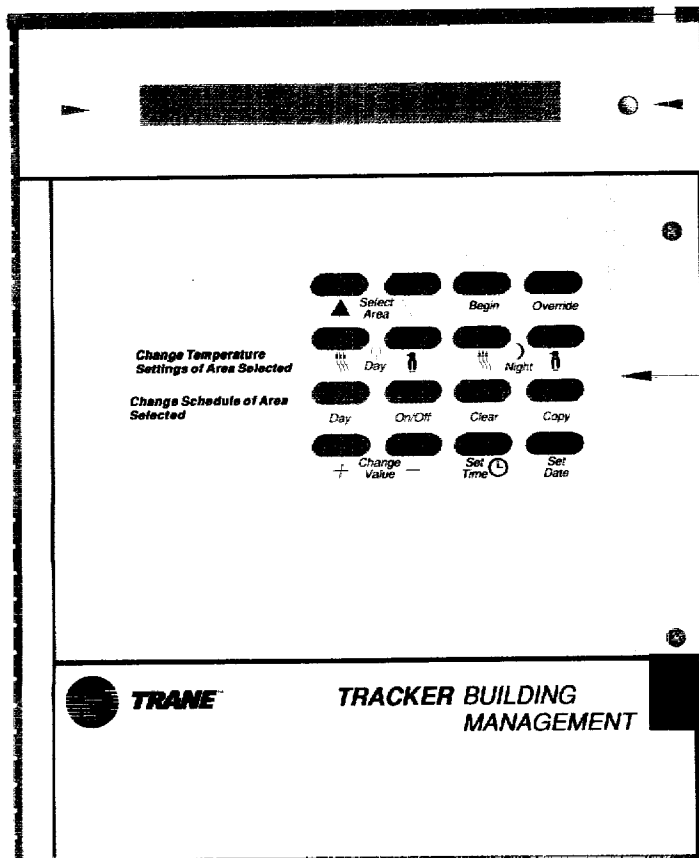 Select
Area
Begin
Override
Change Temperature
Settings of Area Selected
Day
Night
Change Schedule of Area
Selected
Day
On/Off
Clear
Copy
+ Change
Value —
Set
Time
Set
Date
TRANE™
TRACKER BUILDING
MANAGEMENT